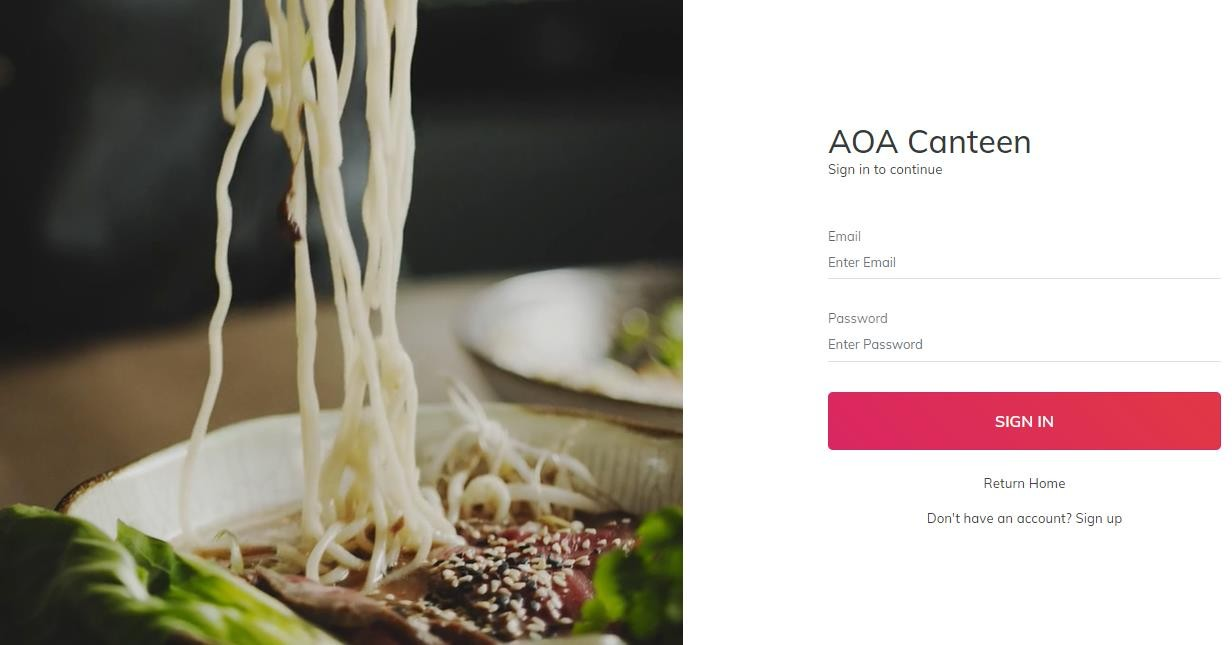 AOA Canteen
Sign in to continue
Email
Enter Email
Password
Enter Password
SIGN IN
Return Home
Don't have an account? Sign up